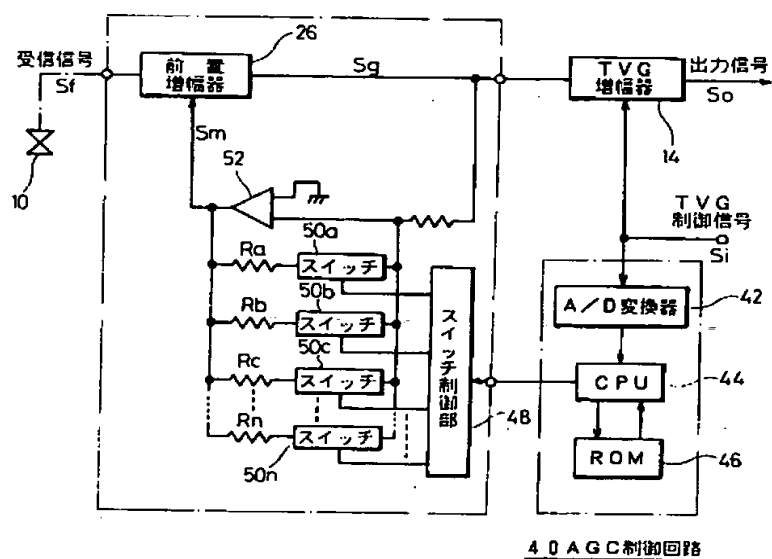 受信信号
Sf
10
前置
増幅器
26
Sg
Sm
TVG
増幅器
14
出力信号
So
TVG
制御信号
Si
52
Ra
50a
スイッチ
Rb
50b
スイッチ
Rc
50c
スイッチ
Rn
50n
スイッチ
スイッチ制御部
48
A/D変換器
42
CPU
44
ROM
46
40AGC制御回路